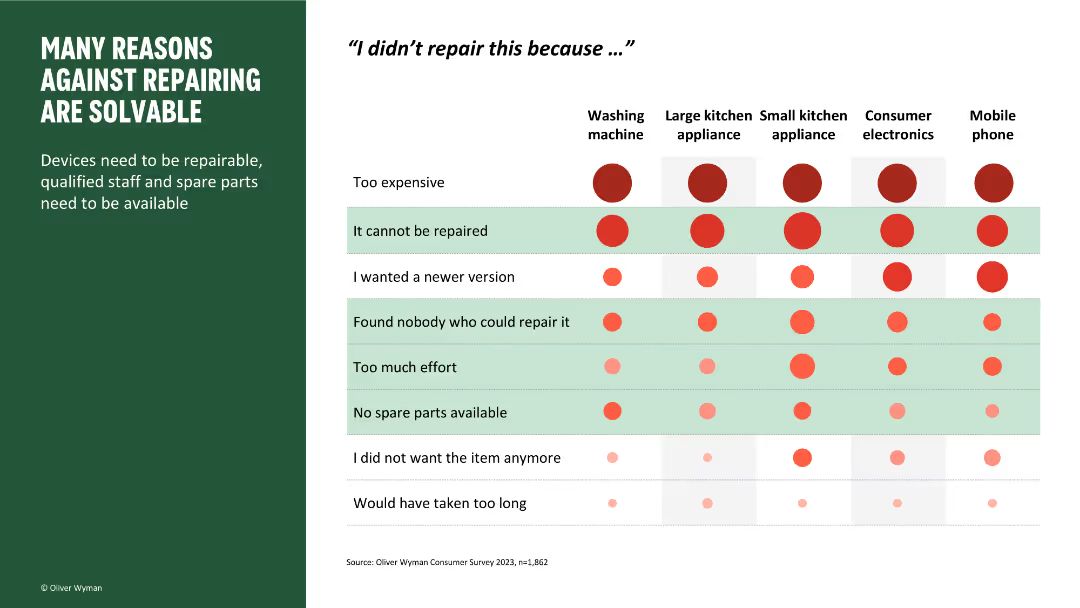 MANY REASONS
AGAINST REPAIRING
ARE SOLVABLE
Devices need to be repairable,
qualified staff and spare parts
need to be available
© Oliver Wyman
“I didn’t repair this because …”
Washing machine
Large kitchen appliance
Small kitchen appliance
Consumer electronics
Mobile phone
Too expensive
It cannot be repaired
I wanted a newer version
Found nobody who could repair it
Too much effort
No spare parts available
I did not want the item anymore
Would have taken too long
Source: Oliver Wyman Consumer Survey 2023, n=1,862